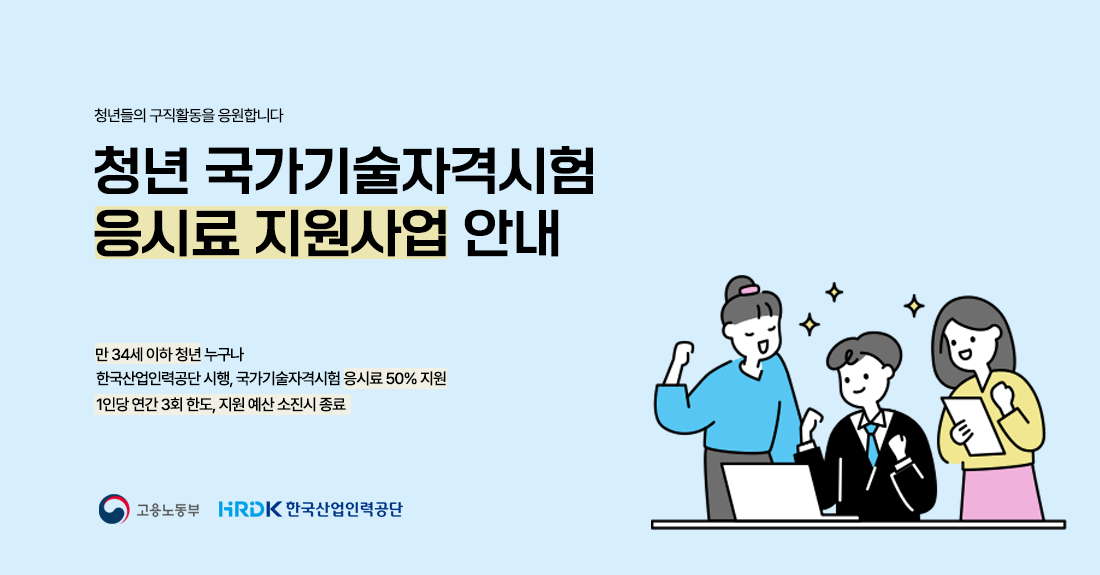 청년들의 구직활동을 응원합니다
청년 국가기술자격시험
응시료 지원사업 안내
만 34세 이하 청년 누구나
한국산업인력공단 시행, 국가기술자격시험 응시료 50% 지원
1인당 연간 3회 한도, 지원 예산 소진시 종료
고용노동부 HRDK 한국산업인력공단